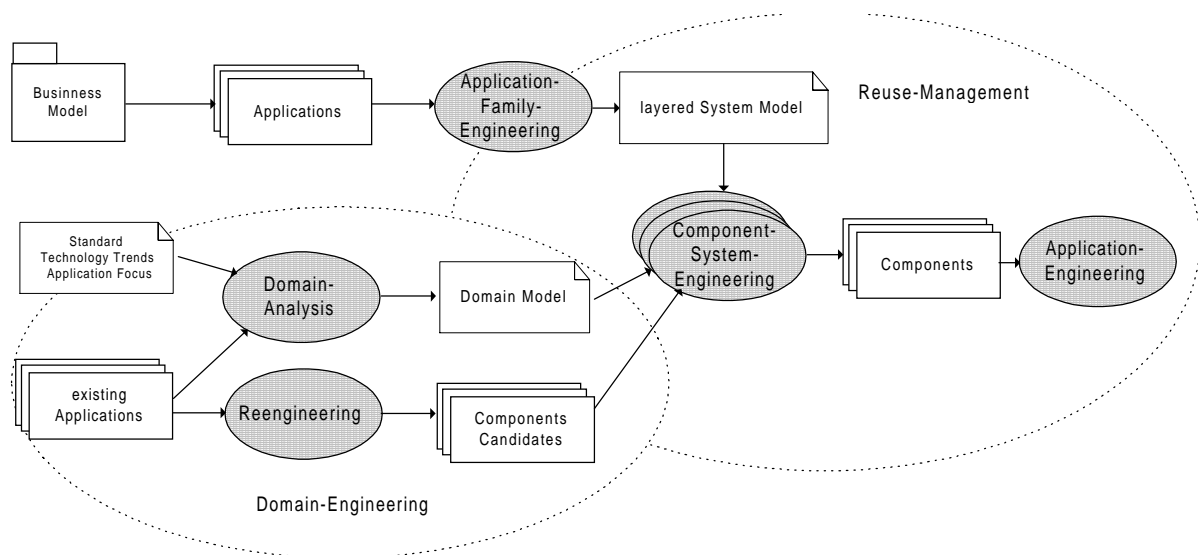 Businness
Model
Applications
Application-
Family-
Engineering
layered System Model
Reuse-Management
Standard
Technology Trends
Application Focus
Domain-
Analysis
Domain Model
Component-
System-
Engineering
Components
Application-
Engineering
existing
Applications
Reengineering
Components
Candidates
Domain-Engineering